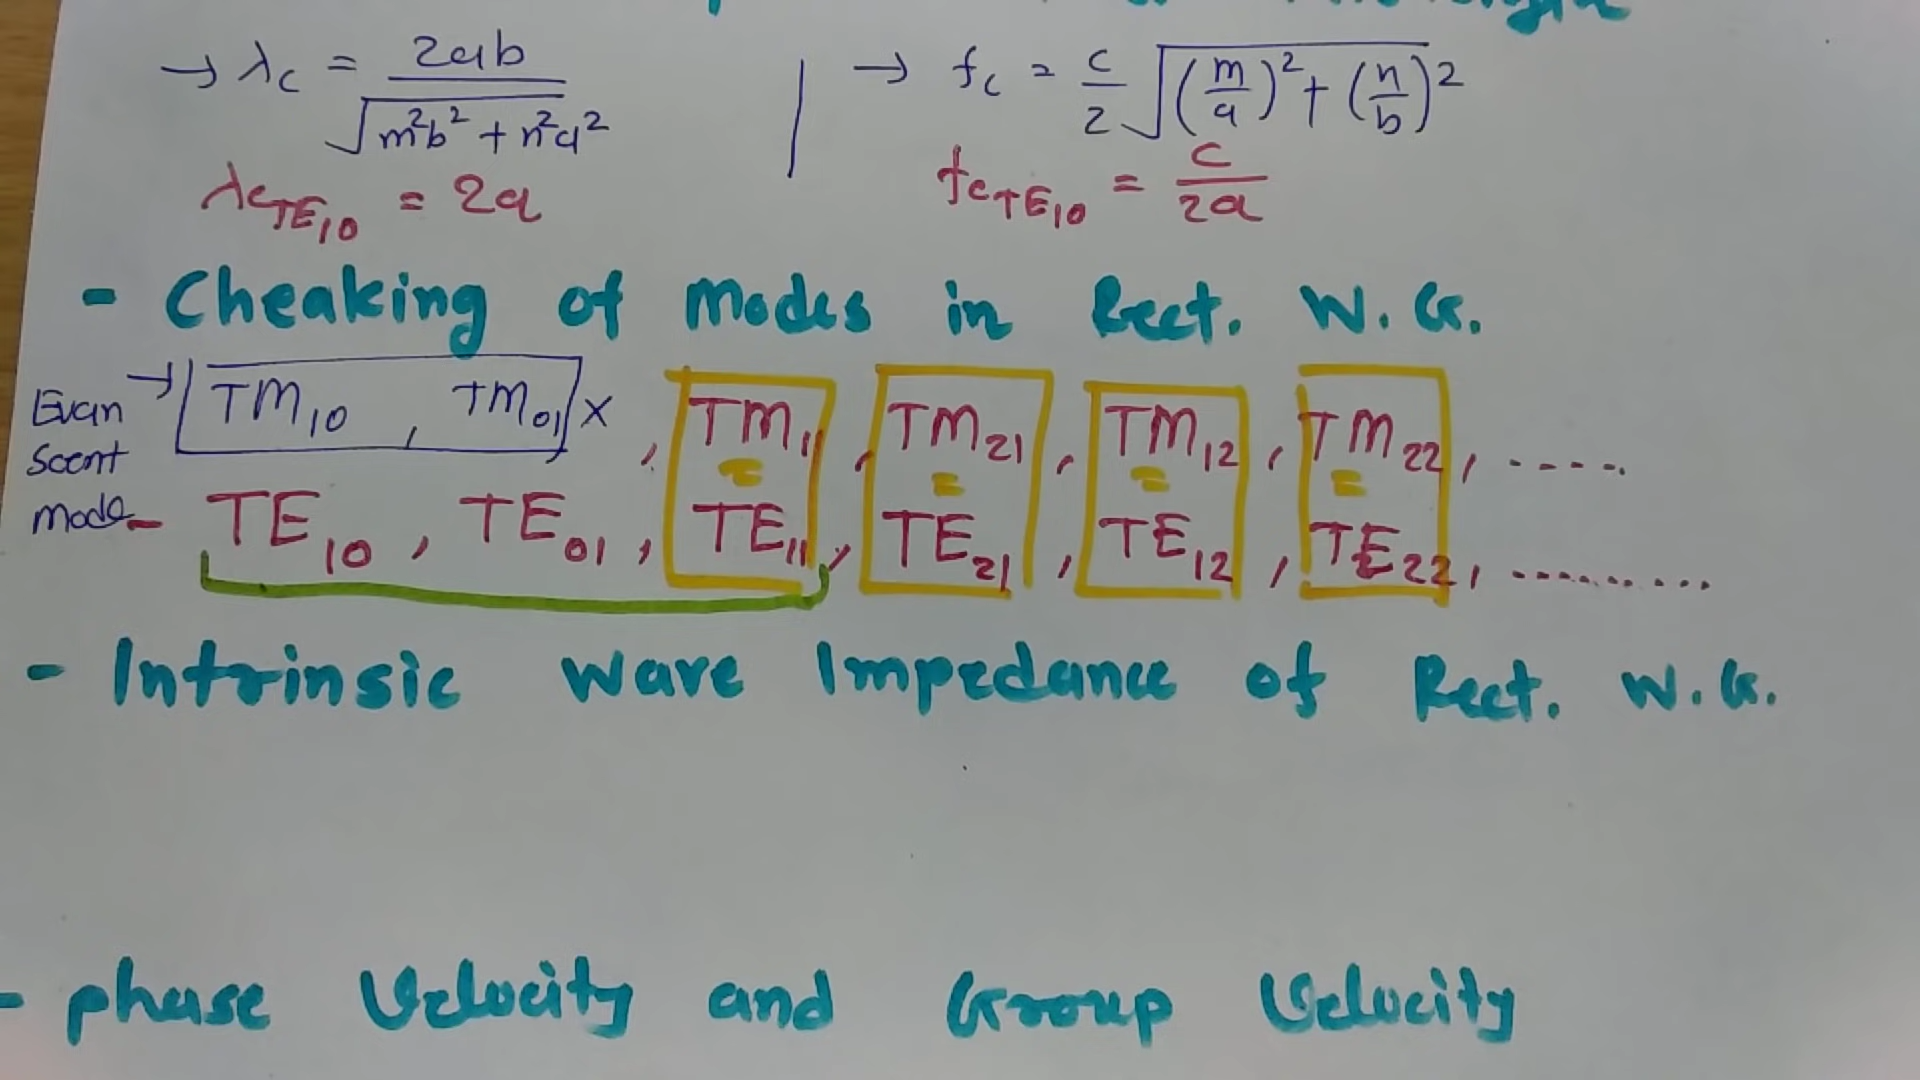 → λc = 2ab / √(m²b² + n²a²) | → fc = c/2 √((m/a)² + (n/b)²)
λcTE10 = 2a fcTE10 = c/2a
- Cheaking of Modes in Rect. W.G.
Evan scent mode → TM10 , TM01 x , TM11 , TM21 , TM12 , TM22 , .....
= = = =
- TE10 , TE01 , TE11 , TE21 , TE12 , TE22 , ..........
- Intrinsic wave Impedance of Rect. W.G.
- phase Velocity and Group Velocity